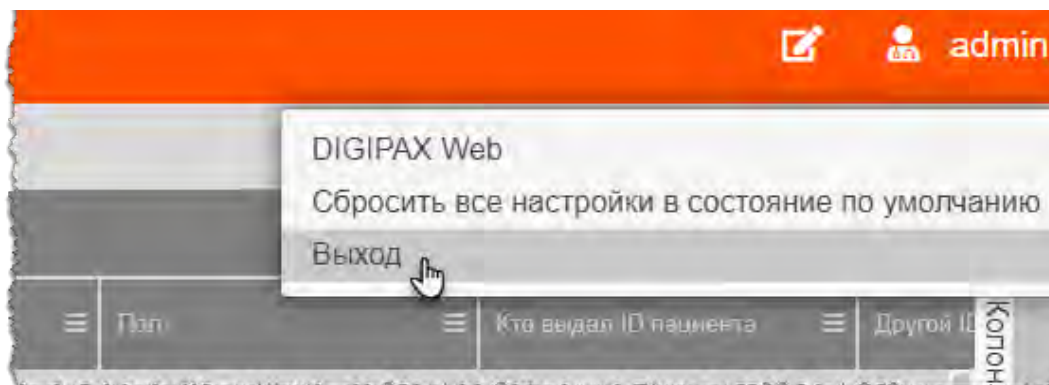 admin
DIGIPAX Web
Сбросить все настройки в состояние по умолчанию
Выход
Пол
Кто выдал ID пациента
Другой ID
Колон